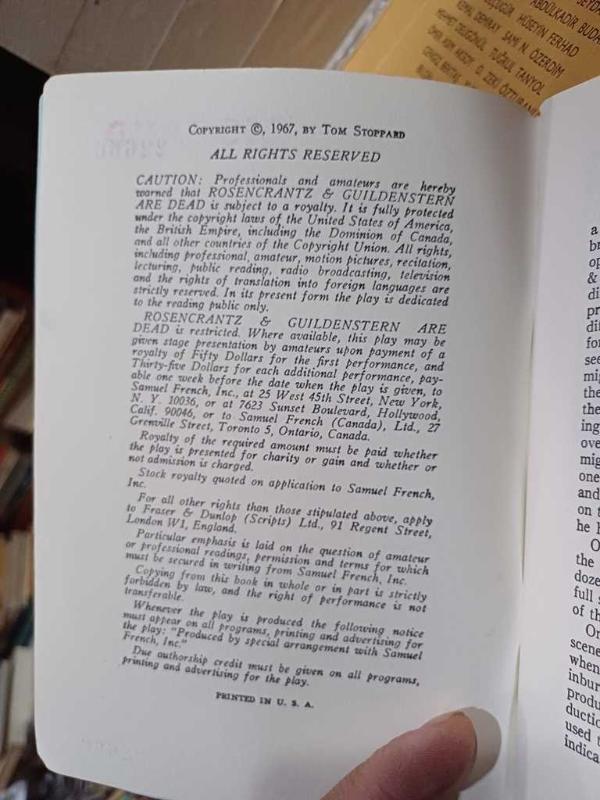 ABDÜLKADİR BUDA
HÜSEYİN FERHAD
KEMAL DEMİRAY, SAMİ N. ÖZERDİM
TUĞRUL TANYOL
COPYRIGHT ©, 1967, BY TOM STOPPARD
ALL RIGHTS RESERVED
CAUTION: Professionals and amateurs are hereby
warned that ROSENCRANTZ & GUILDENSTERN
ARE DEAD is subject to a royalty. It is fully protected
under the copyright laws of the United States of America,
the British Empire, including the Dominion of Canada,
and all other countries of the Copyright Union. All rights,
including professional, amateur, motion pictures, recitation,
lecturing, public reading, radio broadcasting, television
and the rights of translation into foreign languages are
strictly reserved. In its present form the play is dedicated
to the reading public only.
ROSENCRANTZ & GUILDENSTERN ARE
DEAD is restricted. Where available, this play may be
given stage presentation by amateurs upon payment of a
royalty of Fifty Dollars for the first performance, and
Thirty-five Dollars for each additional performance, pay-
able one week before the date when the play is given, to
Samuel French, Inc., at 25 West 45th Street, New York,
N. Y. 10036, or at 7623 Sunset Boulevard, Hollywood,
Calif. 90046, or to Samuel French (Canada), Ltd., 27
Grenville Street, Toronto 5, Ontario, Canada.
Royalty of the required amount must be paid whether
the play is presented for charity or gain and whether or
not admission is charged.
Stock royalty quoted on application to Samuel French,
Inc.
For all other rights than those stipulated above, apply
to Fraser & Dunlop (Scripts) Ltd., 91 Regent Street,
London W1, England.
Particular emphasis is laid on the question of amateur
or professional readings, permission and terms for which
must be secured in writing from Samuel French, Inc.
Copying from this book in whole or in part is strictly
forbidden by law, and the right of performance is not
transferable.
Whenever the play is produced the following notice
must appear on all programs, printing and advertising for
the play: "Produced by special arrangement with Samuel
French, Inc."
Due authorship credit must be given on all programs,
printing and advertising for the play.
PRINTED IN U. S. A.